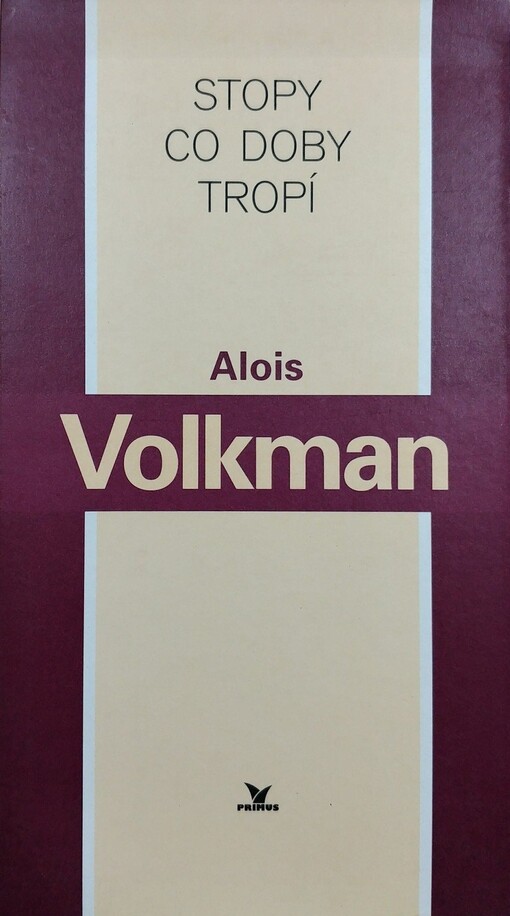 STOPY
CO DOBY
TROPÍ
Alois
Volkman
PRIMUS